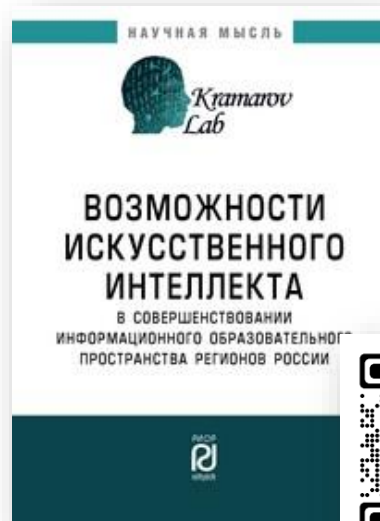 НАУЧНАЯ МЫСЛЬ
Kramarov
Lab
ВОЗМОЖНОСТИ
ИСКУССТВЕННОГО
ИНТЕЛЛЕКТА
В СОВЕРШЕНСТВОВАНИИ
ИНФОРМАЦИОННОГО ОБРАЗОВАТЕЛЬНОГО
ПРОСТРАНСТВА РЕГИОНОВ РОССИИ
РИОР